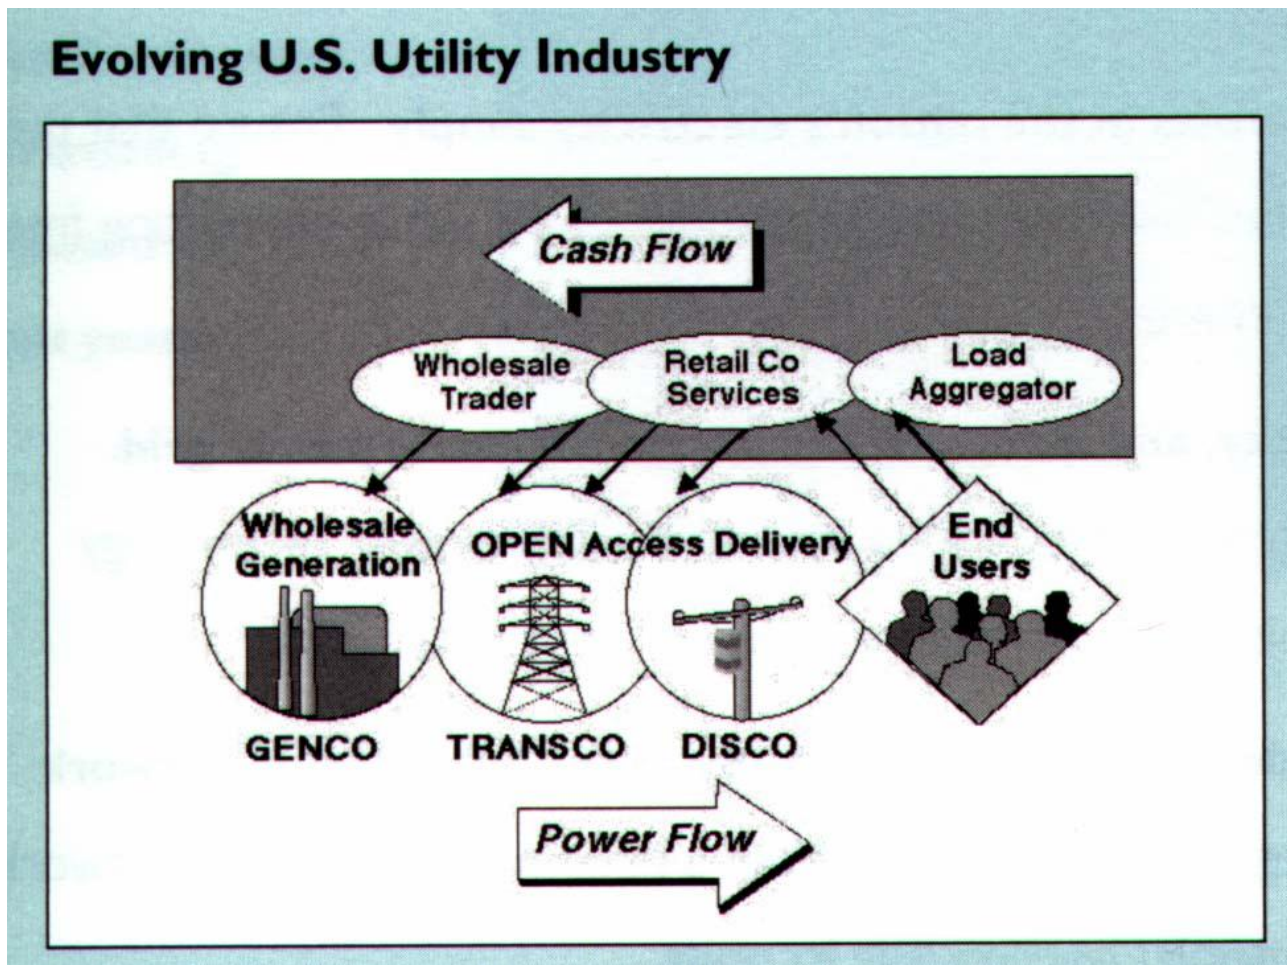 Evolving U.S. Utility Industry
Cash Flow
Wholesale
Trader
Retail Co
Services
Load
Aggregator
Wholesale
Generation
OPEN Access Delivery
End
Users
GENCO
TRANSCO
DISCO
Power Flow